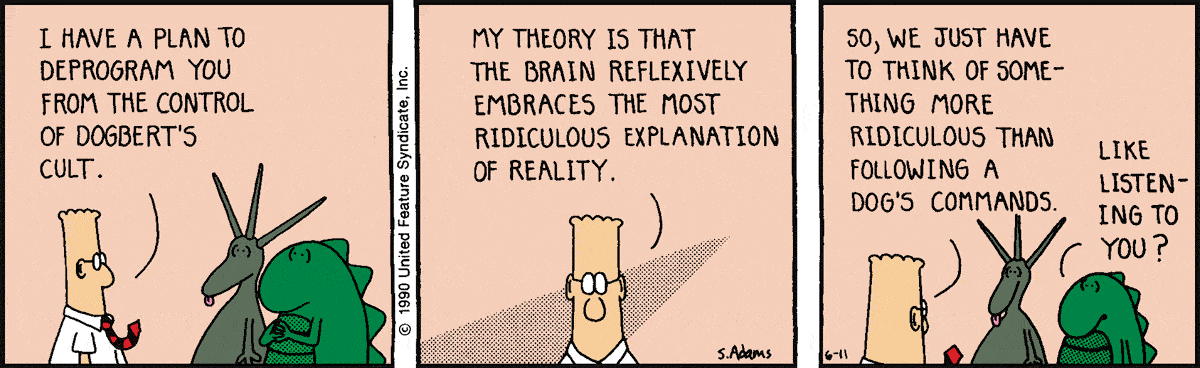 I HAVE A PLAN TO
DEPROGRAM YOU
FROM THE CONTROL
OF DOGBERT'S
CULT.
© 1990 United Feature Syndicate, Inc.
MY THEORY IS THAT
THE BRAIN REFLEXIVELY
EMBRACES THE MOST
RIDICULOUS EXPLANATION
OF REALITY.
S.Adams
SO, WE JUST HAVE
TO THINK OF SOME-
THING MORE
RIDICULOUS THAN
FOLLOWING A
DOG'S COMMANDS.
LIKE
LISTEN-
ING TO
YOU?
6-11